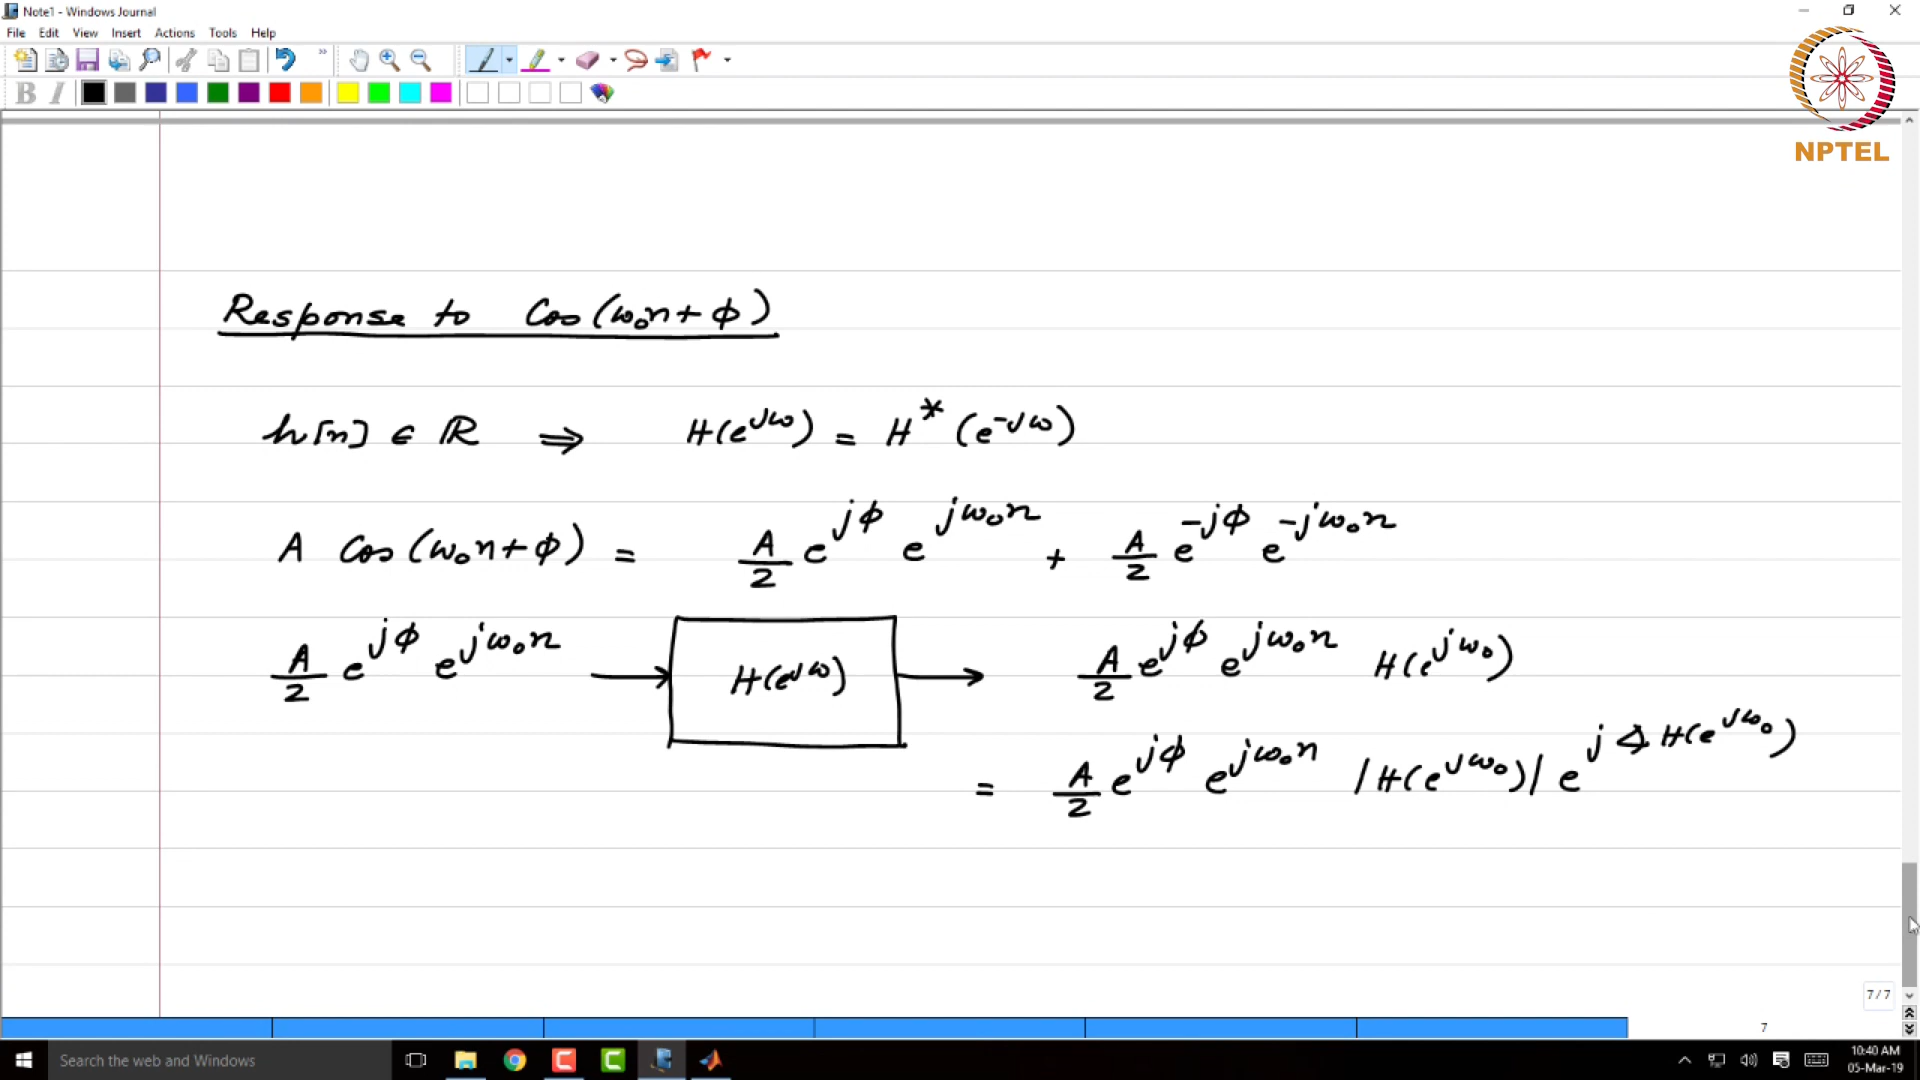 Note1 - Windows Journal
File Edit View Insert Actions Tools Help
B I
NPTEL
Response to Cos(ω₀n + ϕ)
h[n] ∈ ℝ ⇒ H(e^{jω}) = H^*(e^{-jω})
A Cos(ω₀n + ϕ) = A/2 e^{jϕ} e^{jω₀n} + A/2 e^{-jϕ} e^{-jω₀n}
A/2 e^{jϕ} e^{jω₀n} → H(e^{jω}) → A/2 e^{jϕ} e^{jω₀n} H(e^{jω₀})
= A/2 e^{jϕ} e^{jω₀n} |H(e^{jω₀})| e^{j∢H(e^{jω₀})}
7 / 7
7
Search the web and Windows
10:40 AM
05-Mar-19